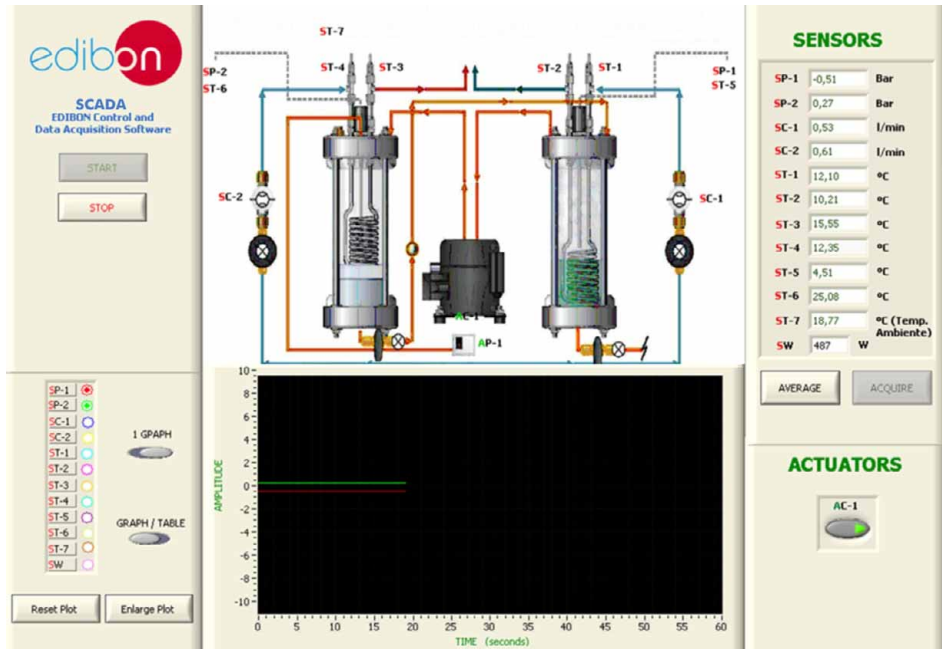 edibon
SCADA
EDIBON Control and
Data Acquisition Software
START
STOP
ST-7
ST-4
ST-3
ST-2
ST-1
SP-2
ST-6
SP-1
ST-5
SC-2
SC-1
AC-1
AP-1
SENSORS
SP-1 -0,51 Bar
SP-2 0,27 Bar
SC-1 0,53 l/min
SC-2 0,61 l/min
ST-1 12,10 ºC
ST-2 10,21 ºC
ST-3 15,55 ºC
ST-4 12,35 ºC
ST-5 4,51 ºC
ST-6 25,08 ºC
ST-7 18,77 ºC (Temp.
Ambiente)
SW 487 W
AVERAGE
ACQUIRE
ACTUATORS
AC-1
SP-1
SP-2
SC-1
SC-2
ST-1
ST-2
ST-3
ST-4
ST-5
ST-6
ST-7
SW
1 GRAPH
GRAPH / TABLE
Reset Plot
Enlarge Plot
AMPLITUDE
10
8
6
4
2
0
-2
-4
-6
-8
-10
0 5 10 15 20 25 30 35 40 45 50 55 60
TIME (seconds)